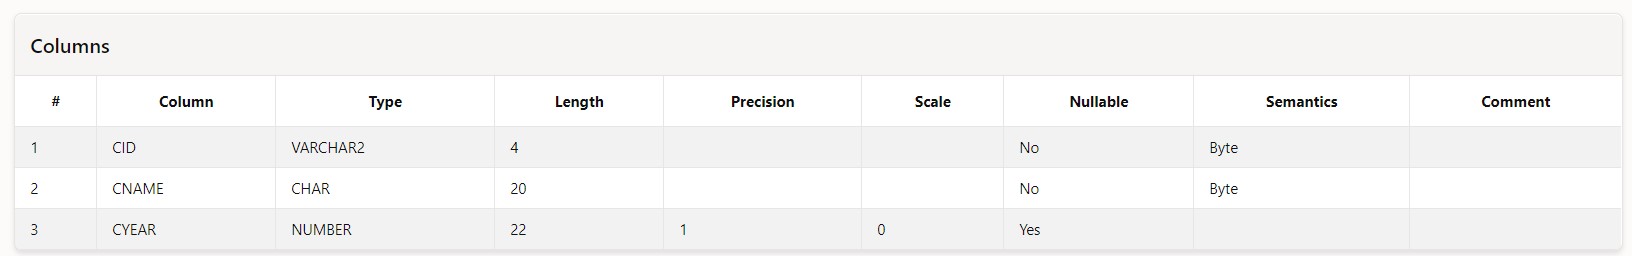 Columns
# Column Type Length Precision Scale Nullable Semantics Comment
1 CID VARCHAR2 4 No Byte
2 CNAME CHAR 20 No Byte
3 CYEAR NUMBER 22 1 0 Yes